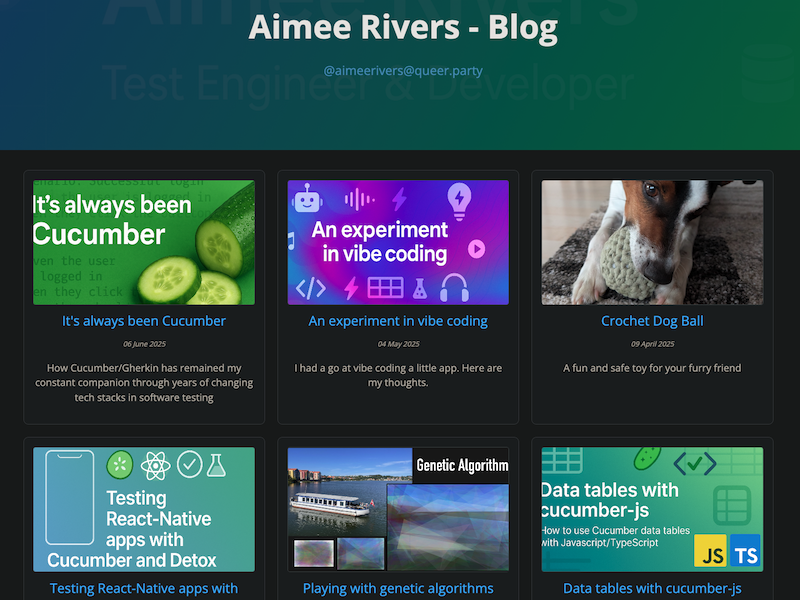 Aimee Rivers
Aimee Rivers - Blog
@aimeerivers@queer.party
Test Engineer & Developer
enario: Successful login
It's always been
Cucumber
ven the user
logged in
en they click
It's always been Cucumber
06 June 2025
How Cucumber/Gherkin has remained my
constant companion through years of changing
tech stacks in software testing
An experiment
in vibe coding
</>
An experiment in vibe coding
04 May 2025
I had a go at vibe coding a little app. Here are
my thoughts.
Crochet Dog Ball
09 April 2025
A fun and safe toy for your furry friend
Testing
React-Native
apps with
Cucumber and Detox
Testing React-Native apps with
Genetic Algorithm
Playing with genetic algorithms
Data tables with
cucumber-js
How to use Cucumber data tables
with Javascript/TypeScript
JS TS
Data tables with cucumber-js